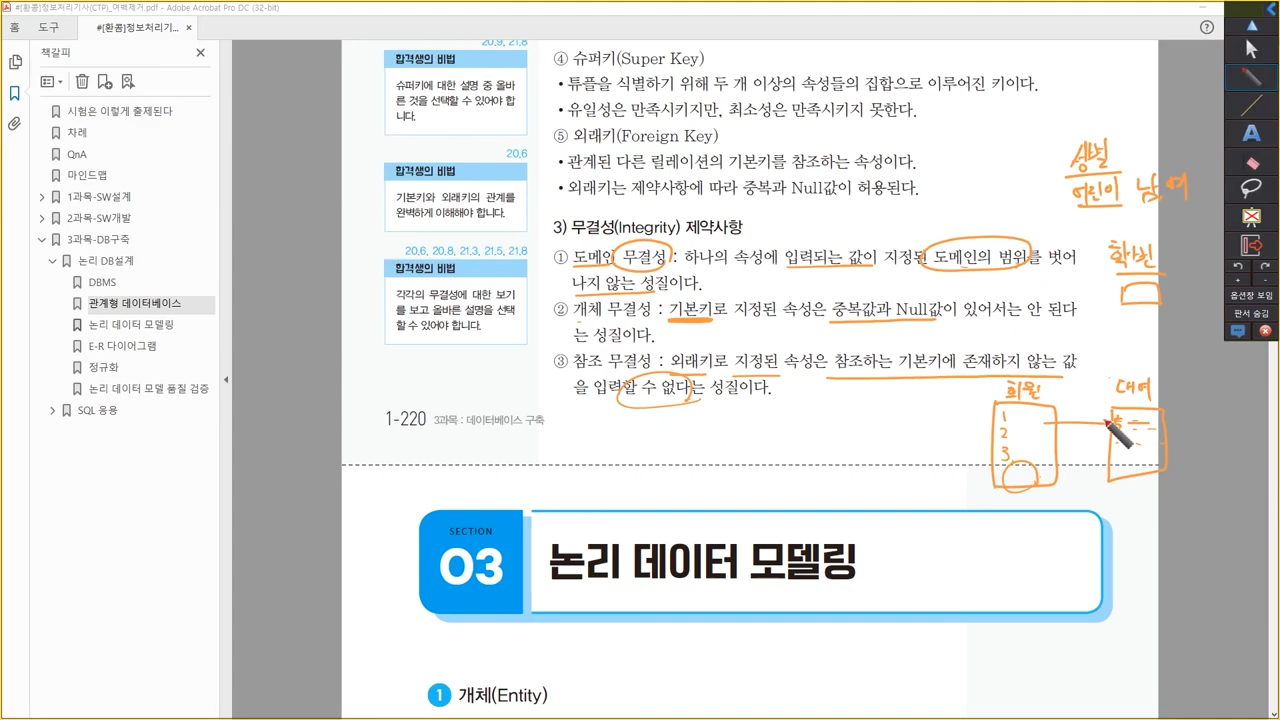 #[환콤]정보처리기사(CTP)_여백제거.pdf - Adobe Acrobat Pro DC (32-bit)
홈
도구
#[환콤]정보처리기...
책갈피
시험은 이렇게 출제된다
차례
QnA
마인드맵
1과목-SW설계
2과목-SW개발
3과목-DB구축
논리 DB설계
DBMS
관계형 데이터베이스
논리 데이터 모델링
E-R 다이어그램
정규화
논리 데이터 모델 품질 검증
SQL 응용
20.9, 21.8
합격생의 비법
슈퍼키에 대한 설명 중 올바
른 것을 선택할 수 있어야 합
니다.
20.6
합격생의 비법
기본키와 외래키의 관계를
완벽하게 이해해야 합니다.
20.6, 20.8, 21.3, 21.5, 21.8
합격생의 비법
각각의 무결성에 대한 보기
를 보고 올바른 설명을 선택
할 수 있어야 합니다.
④ 슈퍼키(Super Key)
• 튜플을 식별하기 위해 두 개 이상의 속성들의 집합으로 이루어진 키이다.
• 유일성은 만족시키지만, 최소성은 만족시키지 못한다.
⑤ 외래키(Foreign Key)
• 관계된 다른 릴레이션의 기본키를 참조하는 속성이다.
• 외래키는 제약사항에 따라 중복과 Null값이 허용된다.
3) 무결성(Integrity) 제약사항
① 도메인 무결성 : 하나의 속성에 입력되는 값이 지정된 도메인의 범위를 벗어
나지 않는 성질이다.
② 개체 무결성 : 기본키로 지정된 속성은 중복값과 Null값이 있어서는 안 된다
는 성질이다.
③ 참조 무결성 : 외래키로 지정된 속성은 참조하는 기본키에 존재하지 않는 값
을 입력할 수 없다는 성질이다.
성별
어린이 남 여
학번
회원
1
2
3
대여
1-220 3과목 : 데이터베이스 구축
SECTION
03
논리 데이터 모델링
1 개체(Entity)
A
옵션창 보임
판서 숨김